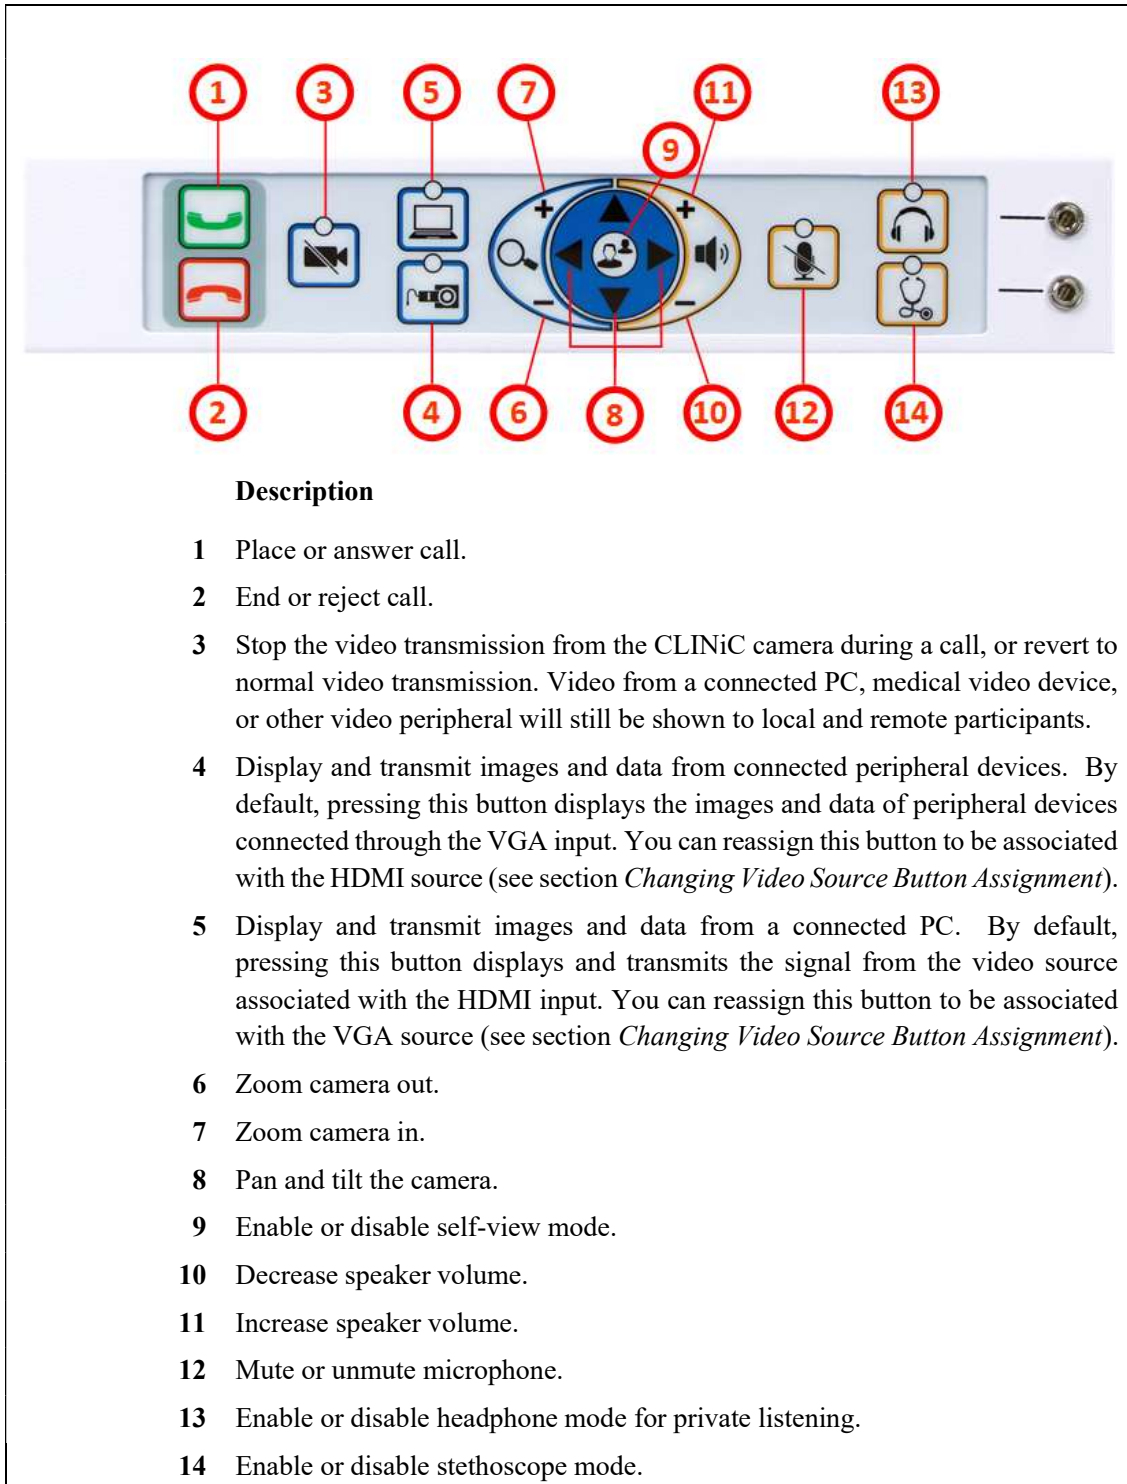 1 3 5 7 11 13
9
2 4 6 8 10 12 14
Description
1 Place or answer call.
2 End or reject call.
3 Stop the video transmission from the CLINiC camera during a call, or revert to
normal video transmission. Video from a connected PC, medical video device,
or other video peripheral will still be shown to local and remote participants.
4 Display and transmit images and data from connected peripheral devices. By
default, pressing this button displays the images and data of peripheral devices
connected through the VGA input. You can reassign this button to be associated
with the HDMI source (see section Changing Video Source Button Assignment).
5 Display and transmit images and data from a connected PC. By default,
pressing this button displays and transmits the signal from the video source
associated with the HDMI input. You can reassign this button to be associated
with the VGA source (see section Changing Video Source Button Assignment).
6 Zoom camera out.
7 Zoom camera in.
8 Pan and tilt the camera.
9 Enable or disable self-view mode.
10 Decrease speaker volume.
11 Increase speaker volume.
12 Mute or unmute microphone.
13 Enable or disable headphone mode for private listening.
14 Enable or disable stethoscope mode.